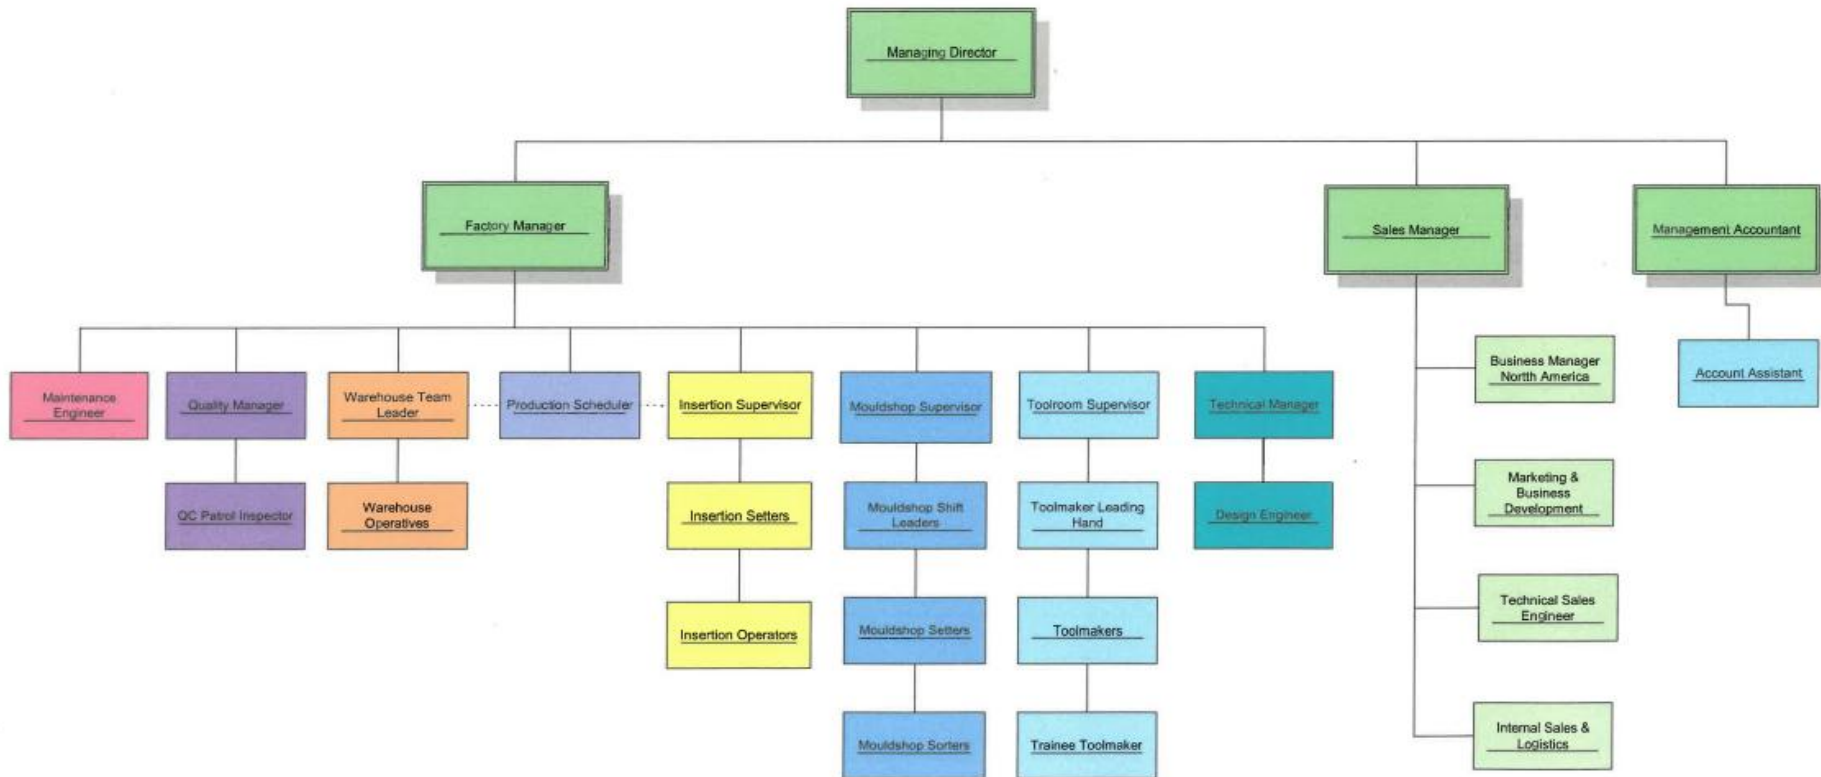 Managing Director
Factory Manager
Sales Manager
Management Accountant
Maintenance
Engineer
Quality Manager
Warehouse Team
Leader
Production Scheduler
Insertion Supervisor
Mouldshop Supervisor
Toolroom Supervisor
Technical Manager
Business Manager
Nortth America
Account Assistant
QC Patrol Inspector
Warehouse
Operatives
Insertion Setters
Mouldshop Shift
Leaders
Toolmaker Leading
Hand
Design Engineer
Marketing &
Business
Development
Insertion Operators
Mouldshop Setters
Toolmakers
Technical Sales
Engineer
Mouldshop Sorters
Trainee Toolmaker
Internal Sales &
Logistics